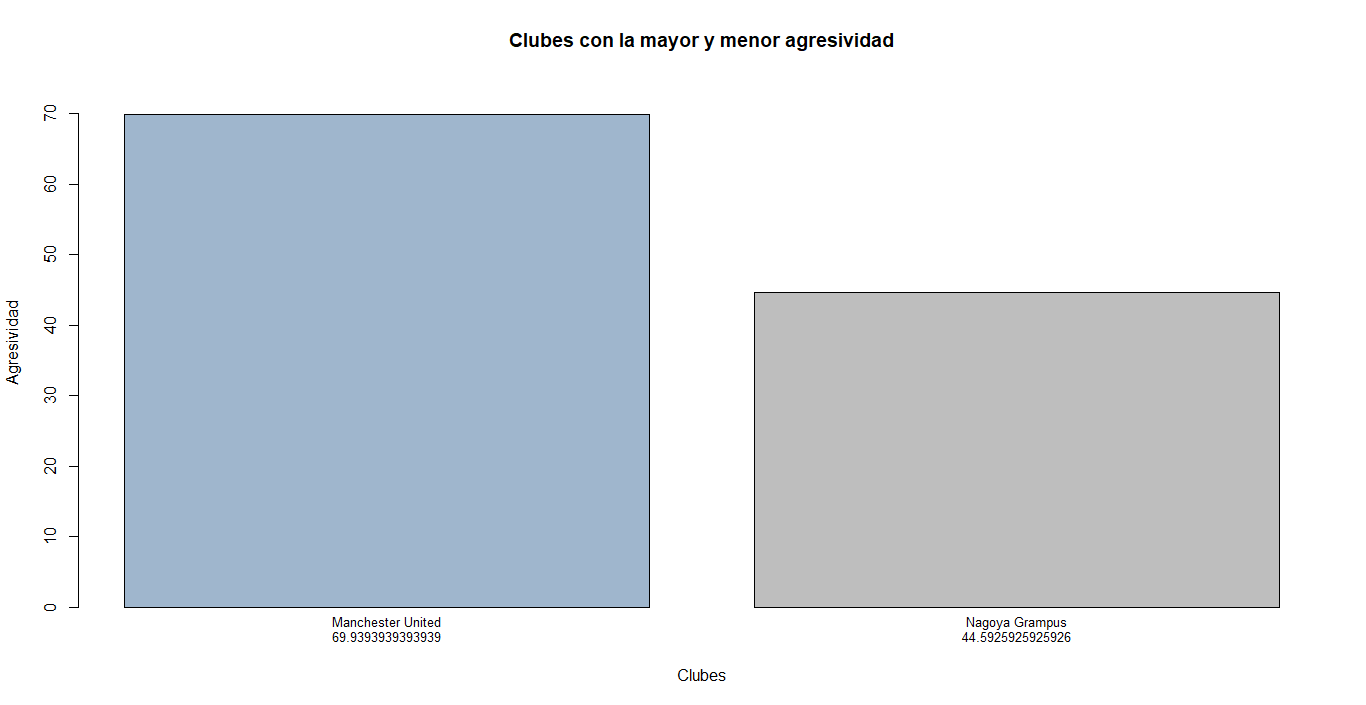 Clubes con la mayor y menor agresividad
Agresividad
70
60
50
40
30
20
10
0
Manchester United
69.9393939393939
Nagoya Grampus
44.5925925925926
Clubes